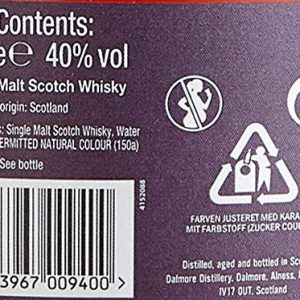 Contents:
e℮ 40% vol
Malt Scotch Whisky
origin: Scotland
s: Single Malt Scotch Whisky, Water
ERMITTED NATURAL COLOUR (150a)
See bottle
4152088
3967 009400 >
FARVEN JUSTERET MED KARA
MIT FARBSTOFF (ZUCKER COU
Distilled, aged and bottled in Sc
Dalmore Distillery, Dalmore, Alness,
IV17 0UT, Scotland